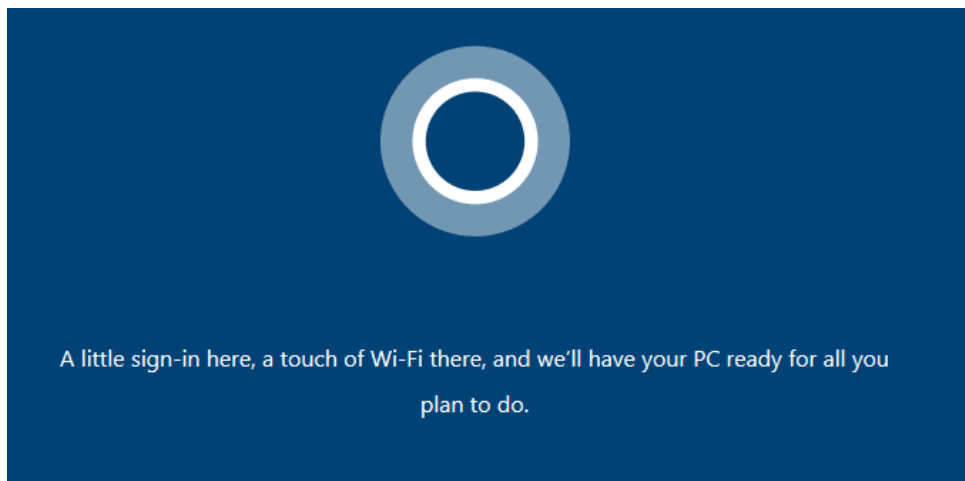 A little sign-in here, a touch of Wi-Fi there, and we’ll have your PC ready for all you
plan to do.